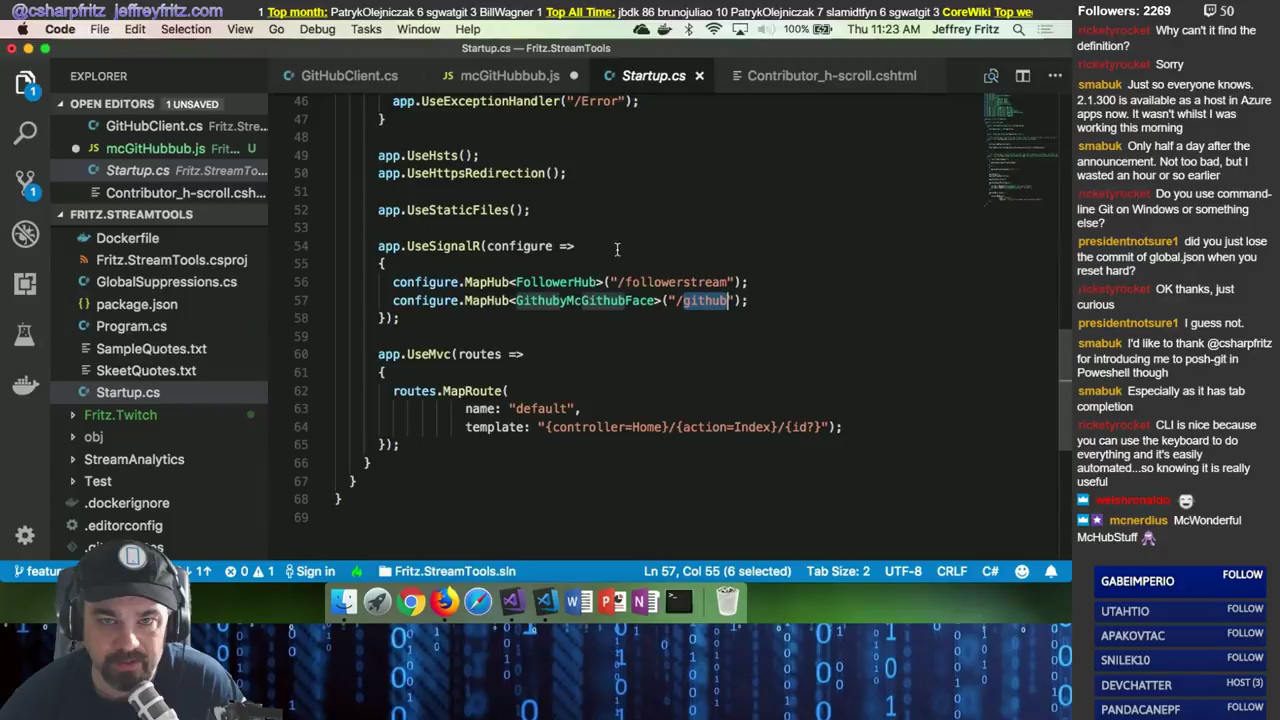 @csharpfritz jeffreyfritz.com
1 Top month: PatrykOlejniczak 6 sgwatgit 3 BillWagner 1 Top All Time: jbdk 86 brunojuliao 10 PatrykOlejniczak 7 slamidtfyn 6 sgwatgit 3 CoreWiki Top we
Followers: 2269
50
Code File Edit Selection View Go Debug Tasks Window Help
100% Thu 11:23 AM Jeffrey Fritz
Startup.cs — Fritz.StreamTools
EXPLORER
GitHubClient.cs
mcGitHubbub.js
Startup.cs
Contributor_h-scroll.cshtml
OPEN EDITORS 1 UNSAVED
GitHubClient.cs Fritz.Stre...
mcGitHubbub.js Frit... U
Startup.cs Fritz.StreamTo...
Contributor_h-scroll.csh...
FRITZ.STREAMTOOLS
Dockerfile
Fritz.StreamTools.csproj
GlobalSuppressions.cs
package.json
Program.cs
SampleQuotes.txt
SkeetQuotes.txt
Startup.cs
Fritz.Twitch
obj
StreamAnalytics
Test
.dockerignore
.editorconfig
1
1
46 app.UseExceptionHandler("/Error");
47 }
48
49 app.UseHsts();
50 app.UseHttpsRedirection();
51
52 app.UseStaticFiles();
53
54 app.UseSignalR(configure =>
55 {
56 configure.MapHub<FollowerHub>("/followerstream");
57 configure.MapHub<GithubyMcGithubFace>("/github");
58 });
59
60 app.UseMvc(routes =>
61 {
62 routes.MapRoute(
63 name: "default",
64 template: "{controller=Home}/{action=Index}/{id?}");
65 });
66 }
67 }
68 }
69
featur
1↑ 0 1 Sign in Fritz.StreamTools.sln Ln 57, Col 55 (6 selected) Tab Size: 2 UTF-8 CRLF C#
ricketyrocket Why can't it find the
definition?
ricketyrocket Sorry
smabuk Just so everyone knows.
2.1.300 is available as a host in Azure
apps now. It wasn't whilst I was
working this morning
smabuk Only half a day after the
announcement. Not too bad, but I
wasted an hour or so earlier
ricketyrocket Do you use command-
line Git on Windows or something
else?
presidentnotsure1 did you just lose
the commit of global.json when you
reset hard?
ricketyrocket OK thanks, just
curious
presidentnotsure1 I guess not.
smabuk I'd like to thank @csharpfritz
for introducing me to posh-git in
Poweshell though
smabuk Especially as it has tab
completion
ricketyrocket CLI is nice because
you can use the keyboard to do
everything and it's easily
automated...so knowing it is really
useful
welshronaldo
mcnerdius McWonderful
McHubStuff
GABEIMPERIO FOLLOW
UTAHTIO FOLLOW
APAKOVTAC FOLLOW
SNILEK10 FOLLOW
DEVCHATTER HOST (3)
PANDACANEPF FOLLOW